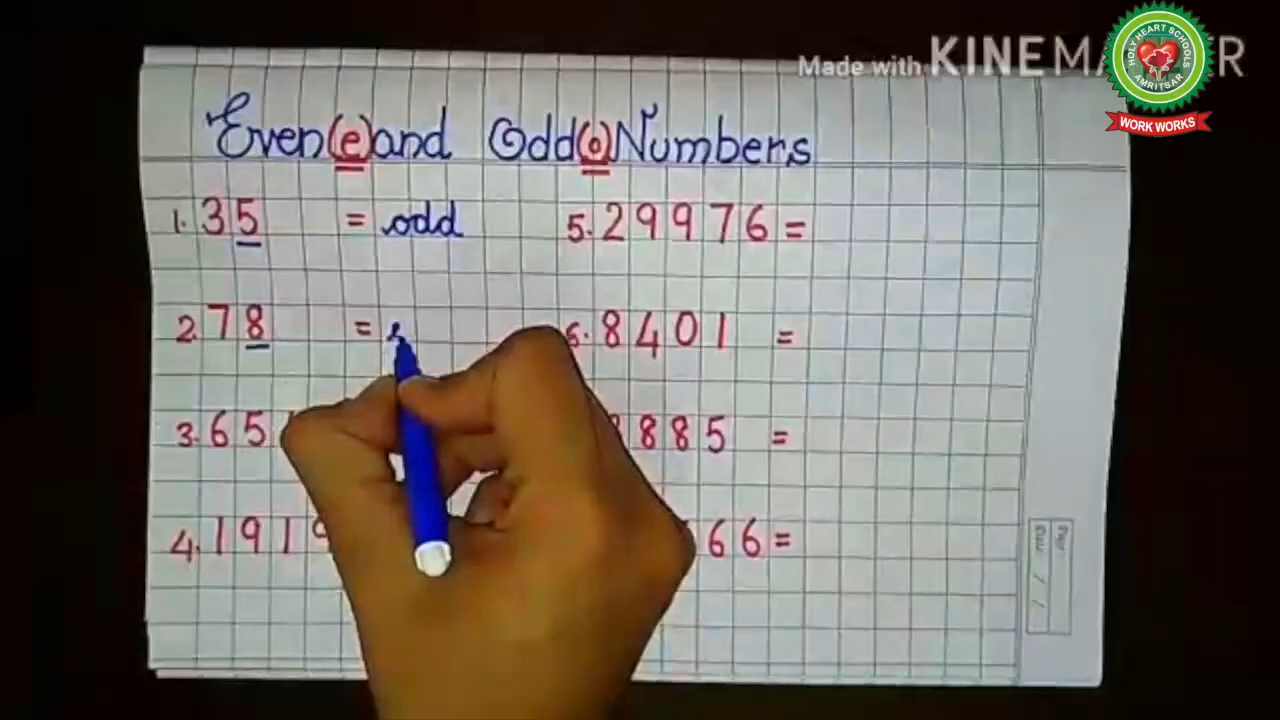 Made with KINEMA R
HOLY HEART SCHOOLS
AMRITSAR
WORK WORKS
Even(e)and Odd(o)Numbers
1. 35 = odd
5. 29976 =
2. 78 =
6. 8401 =
3. 65
885 =
4. 1919
66 =